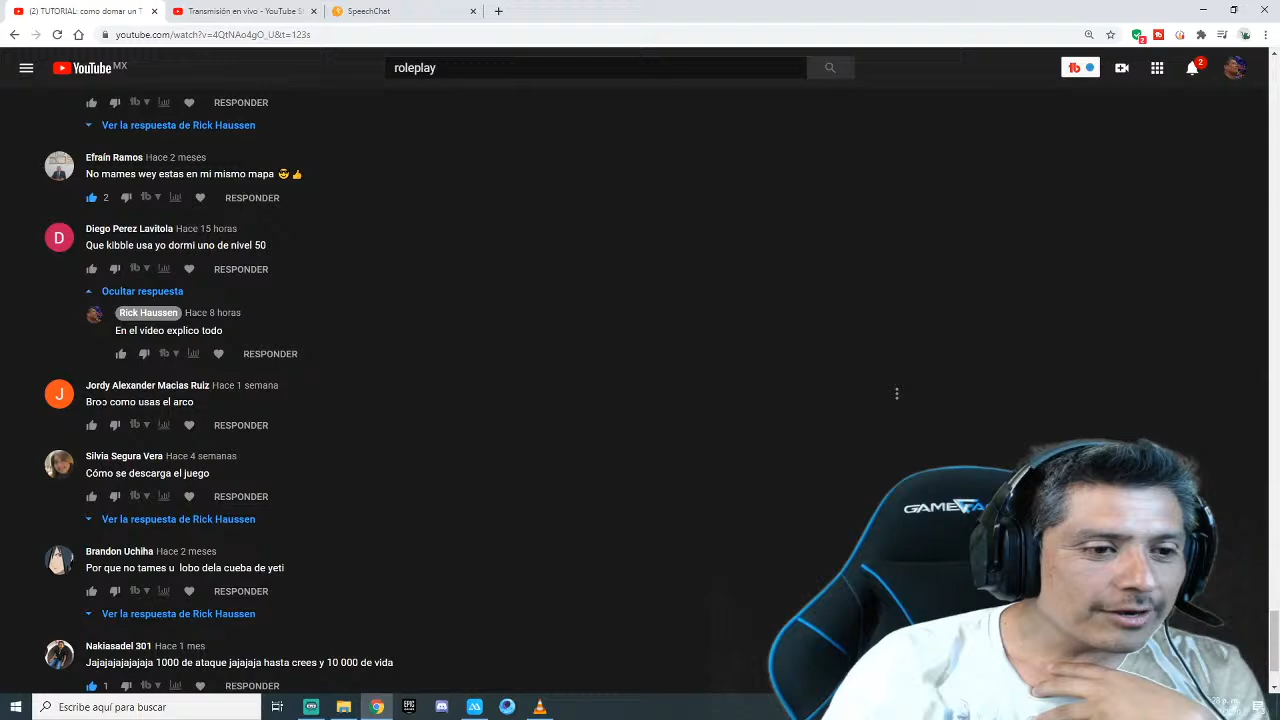 (2) TUTORIAL: como domar un T
Transmisión en vivo - YouTube S
SpeechChat
youtube.com/watch?v=4QtNAo4gO_U&t=123s
2
YouTube MX
roleplay
2
RESPONDER
Ver la respuesta de Rick Haussen
Efraín Ramos Hace 2 meses
No mames wey estas en mi mismo mapa 😎👍
2 RESPONDER
D
Diego Perez Lavitola Hace 15 horas
Que kibble usa yo dormi uno de nivel 50
RESPONDER
Ocultar respuesta
Rick Haussen Hace 8 horas
En el video explico todo
RESPONDER
J
Jordy Alexander Macias Ruiz Hace 1 semana
Broo como usas el arco
RESPONDER
Silvia Segura Vera Hace 4 semanas
Cómo se descarga el juego
RESPONDER
Ver la respuesta de Rick Haussen
Brandon Uchiha Hace 2 meses
Por que no tames u lobo dela cueba de yeti
RESPONDER
Ver la respuesta de Rick Haussen
Nakiasadel 301 Hace 1 mes
Jajajajajajaja 1000 de ataque jajajaja hasta crees y 10 000 de vida
1 RESPONDER
Escribe aquí para buscar
EPIC